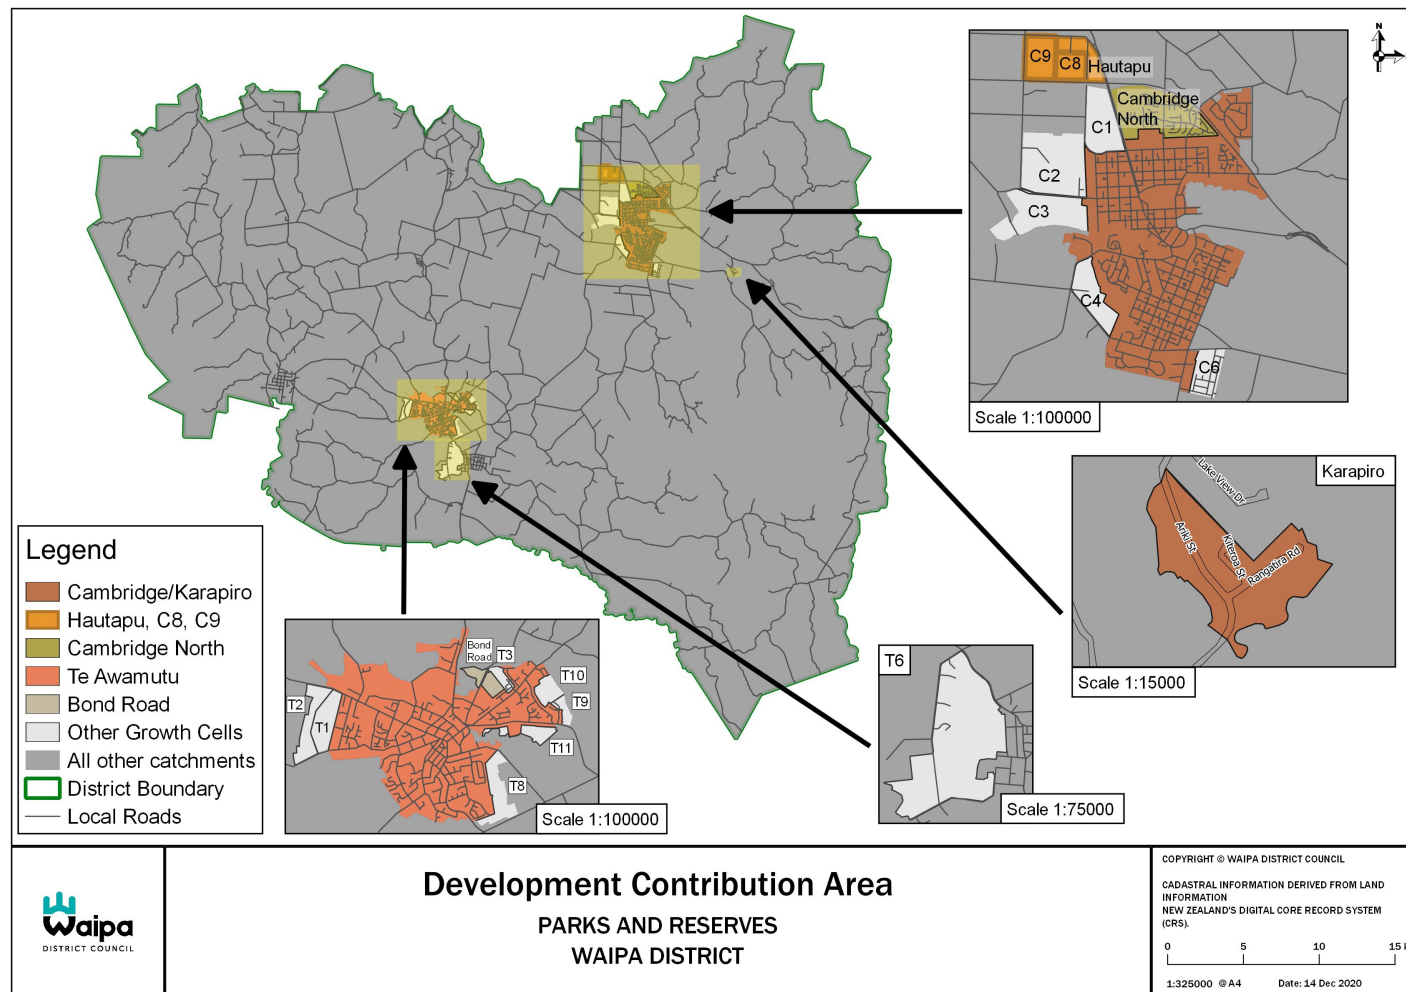 N
C9
C8
Hautapu
Cambridge
North
C1
C2
C3
C4
C6
Scale 1:100000
Karapiro
Lake View Dr
Ariki St
Kiteroa St
Rangatira Rd
Scale 1:15000
Legend
Cambridge/Karapiro
Hautapu, C8, C9
Cambridge North
Te Awamutu
Bond Road
Other Growth Cells
All other catchments
District Boundary
Local Roads
Bond
Road
T3
T10
T9
T2
T1
T11
T8
Scale 1:100000
T6
Scale 1:75000
Waipa
DISTRICT COUNCIL
Development Contribution Area
PARKS AND RESERVES
WAIPA DISTRICT
COPYRIGHT © WAIPA DISTRICT COUNCIL
CADASTRAL INFORMATION DERIVED FROM LAND
INFORMATION
NEW ZEALAND'S DIGITAL CORE RECORD SYSTEM
(CRS).
0 5 10 15 k
1:325000 @ A4 Date: 14 Dec 2020